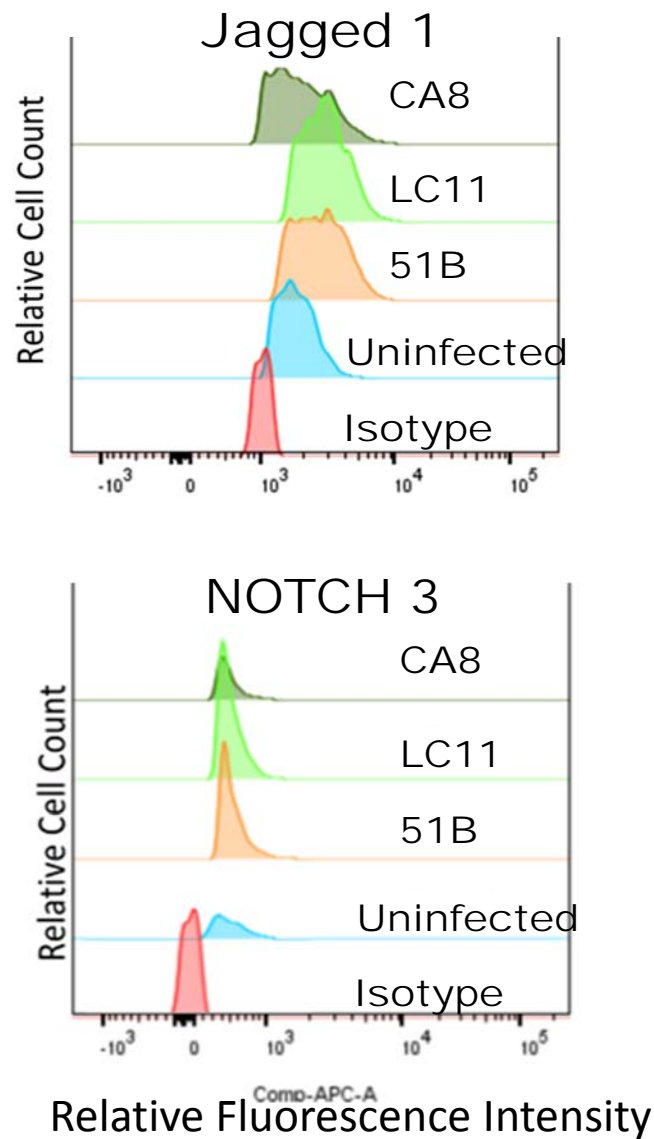 Jagged 1
Relative Cell Count
CA8
LC11
51B
Uninfected
Isotype
-10³ 0 10³ 10⁴ 10⁵
NOTCH 3
Relative Cell Count
CA8
LC11
51B
Uninfected
Isotype
-10³ 0 10³ 10⁴ 10⁵
Comp-APC-A
Relative Fluorescence Intensity